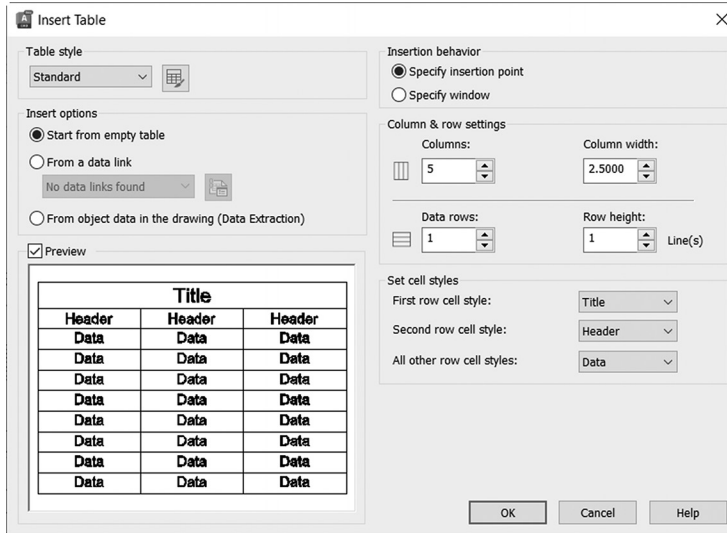 Insert Table
Table style
Standard
Insert options
Start from empty table
From a data link
No data links found
From object data in the drawing (Data Extraction)
Preview
Title
Header Header Header
Data Data Data
Data Data Data
Data Data Data
Data Data Data
Data Data Data
Data Data Data
Data Data Data
Data Data Data
Insertion behavior
Specify insertion point
Specify window
Column & row settings
Columns: Column width:
5 2.5000
Data rows: Row height:
1 1 Line(s)
Set cell styles
First row cell style: Title
Second row cell style: Header
All other row cell styles: Data
OK Cancel Help